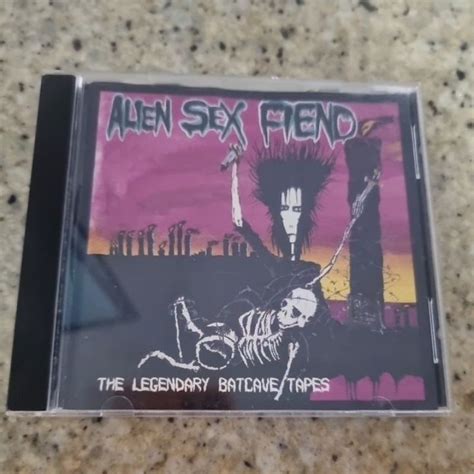 ALIEN SEX FIEND
THE LEGENDARY BATCAVE TAPES